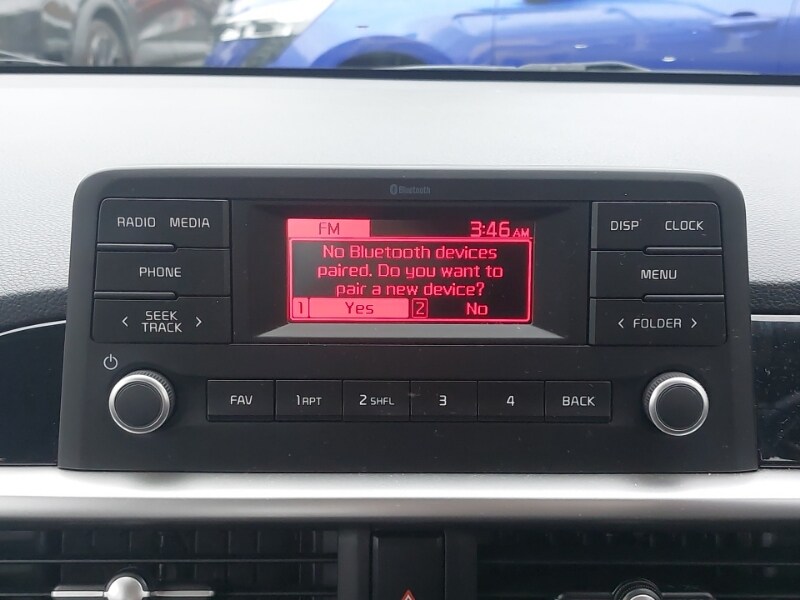 Bluetooth
RADIO MEDIA
PHONE
< SEEK TRACK >
FM 3:46 AM
No Bluetooth devices
paired. Do you want to
pair a new device?
1 Yes 2 No
DISP CLOCK
MENU
< FOLDER >
FAV 1 RPT 2 SHFL 3 4 BACK